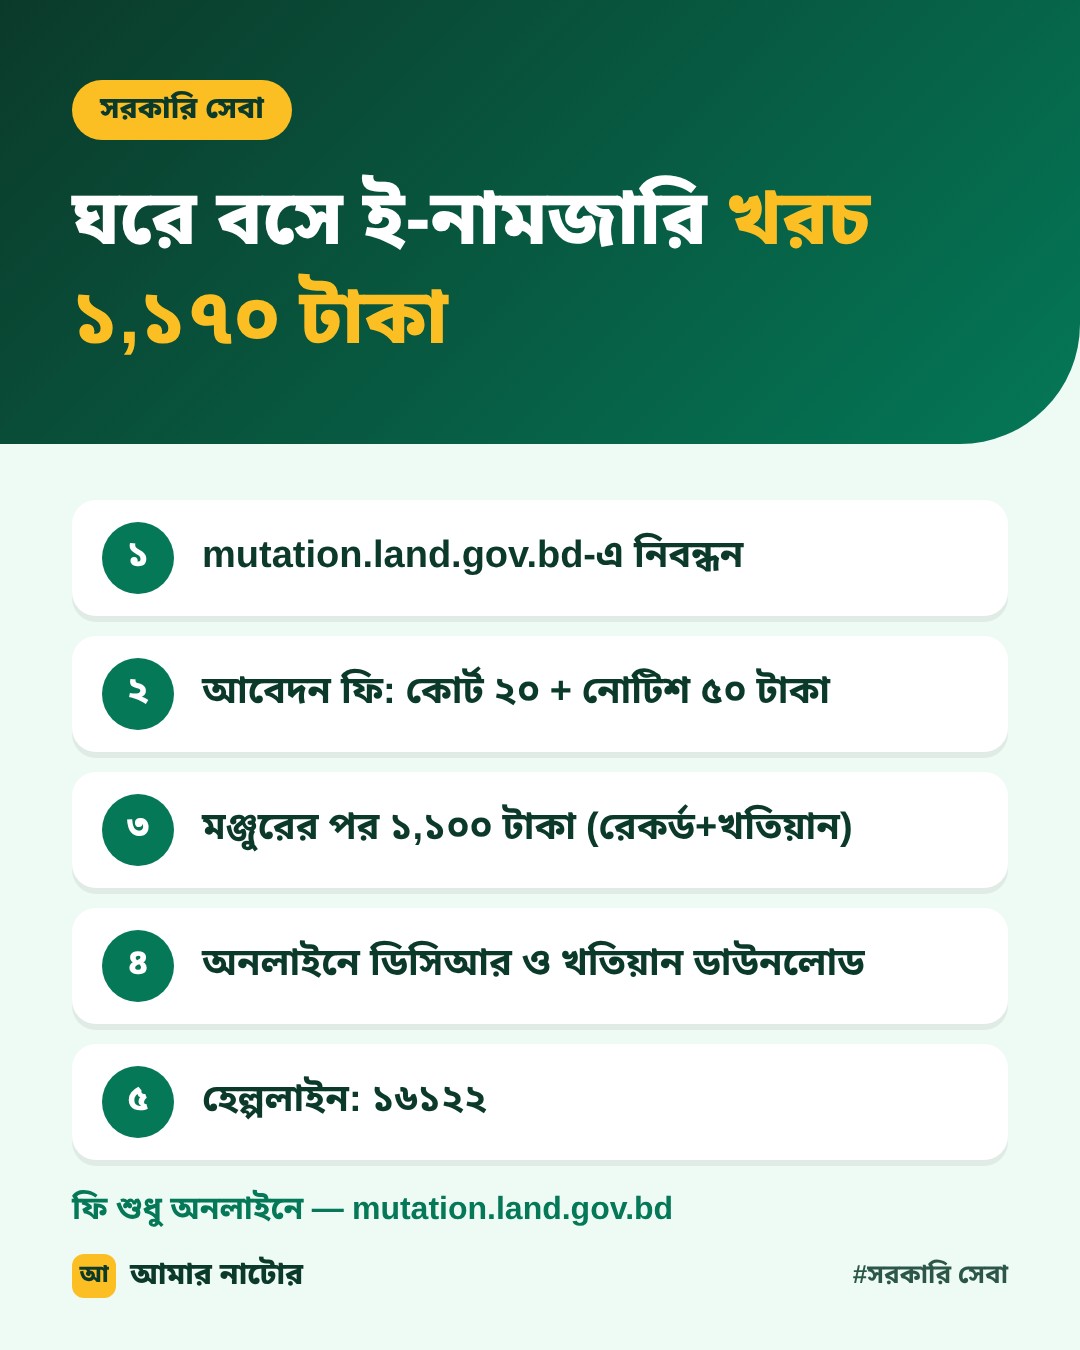 সরকারি সেবা
ঘরে বসে ই-নামজারি খরচ
১,১৭০ টাকা
১
mutation.land.gov.bd-এ নিবন্ধন
২
আবেদন ফি: কোর্ট ২০ + নোটিশ ৫০ টাকা
৩
মঞ্জুরের পর ১,১০০ টাকা (রেকর্ড+খতিয়ান)
৪
অনলাইনে ডিসিআর ও খতিয়ান ডাউনলোড
৫
হেল্পলাইন: ১৬১২২
ফি শুধু অনলাইনে — mutation.land.gov.bd
আ আমার নাটোর
#সরকারি সেবা